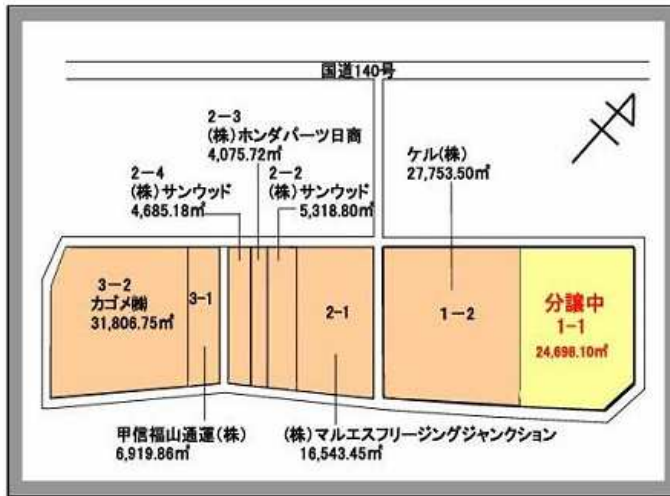 国道140号
2-3
(株)ホンダパーツ日商
4,075.72㎡
2-4
(株)サンウッド
4,685.18㎡
2-2
(株)サンウッド
5,318.80㎡
ケル(株)
27,753.50㎡
3-2
カゴメ㈱
31,806.75㎡
3-1
2-1
1-2
分譲中
1-1
24,698.10㎡
甲信福山通運(株)
6,919.86㎡
(株)マルエスフリージングジャンクション
16,543.45㎡